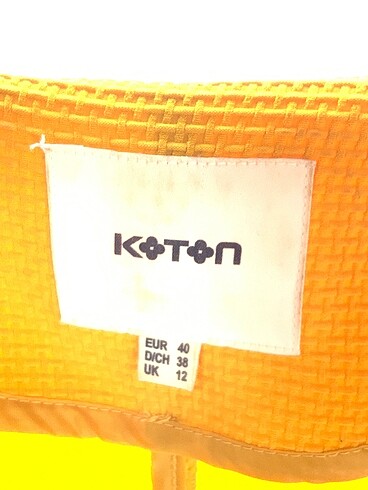 KOTON
EUR 40
D/CH 38
UK 12